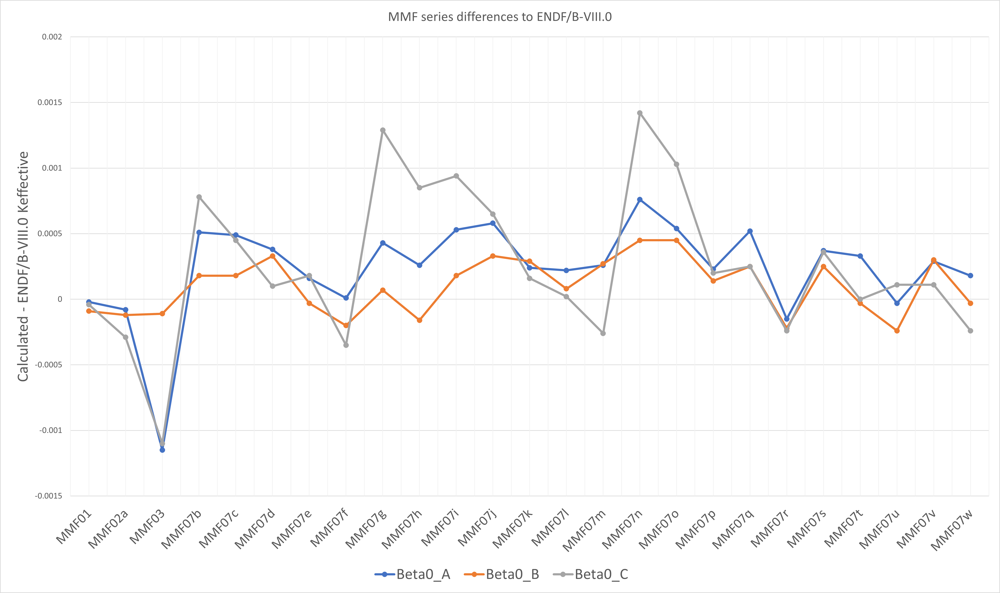 MMF series differences to ENDF/B-VIII.0
Calculated - ENDF/B-VIII.0 Keffective
0.002
0.0015
0.001
0.0005
0
-0.0005
-0.001
-0.0015
MMF01
MMF02a
MMF03
MMF07b
MMF07c
MMF07d
MMF07e
MMF07f
MMF07g
MMF07h
MMF07i
MMF07j
MMF07k
MMF07l
MMF07m
MMF07n
MMF07o
MMF07p
MMF07q
MMF07r
MMF07s
MMF07t
MMF07u
MMF07v
MMF07w
Beta0_A Beta0_B Beta0_C